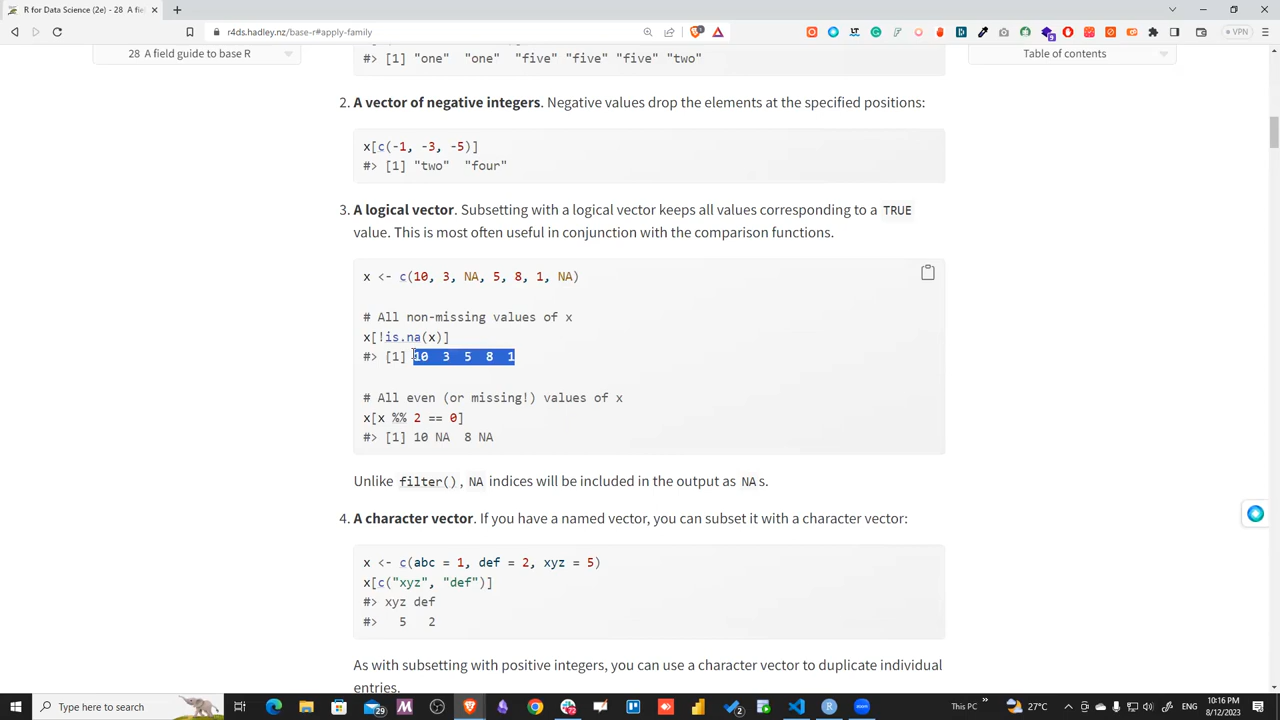 R for Data Science (2e) - 28 A fiel
r4ds.hadley.nz/base-r#apply-family
VPN
28 A field guide to base R
Table of contents
#> [1] "one" "one" "five" "five" "five" "two"
2. A vector of negative integers. Negative values drop the elements at the specified positions:
x[c(-1, -3, -5)]
#> [1] "two" "four"
3. A logical vector. Subsetting with a logical vector keeps all values corresponding to a TRUE
value. This is most often useful in conjunction with the comparison functions.
x <- c(10, 3, NA, 5, 8, 1, NA)
# All non-missing values of x
x[!is.na(x)]
#> [1] 10 3 5 8 1
# All even (or missing!) values of x
x[x %% 2 == 0]
#> [1] 10 NA 8 NA
Unlike filter(), NA indices will be included in the output as NAs.
4. A character vector. If you have a named vector, you can subset it with a character vector:
x <- c(abc = 1, def = 2, xyz = 5)
x[c("xyz", "def")]
#> xyz def
#> 5 2
As with subsetting with positive integers, you can use a character vector to duplicate individual
entries.
Type here to search
29
2
This PC
27°C
10:16 PM
8/12/2023